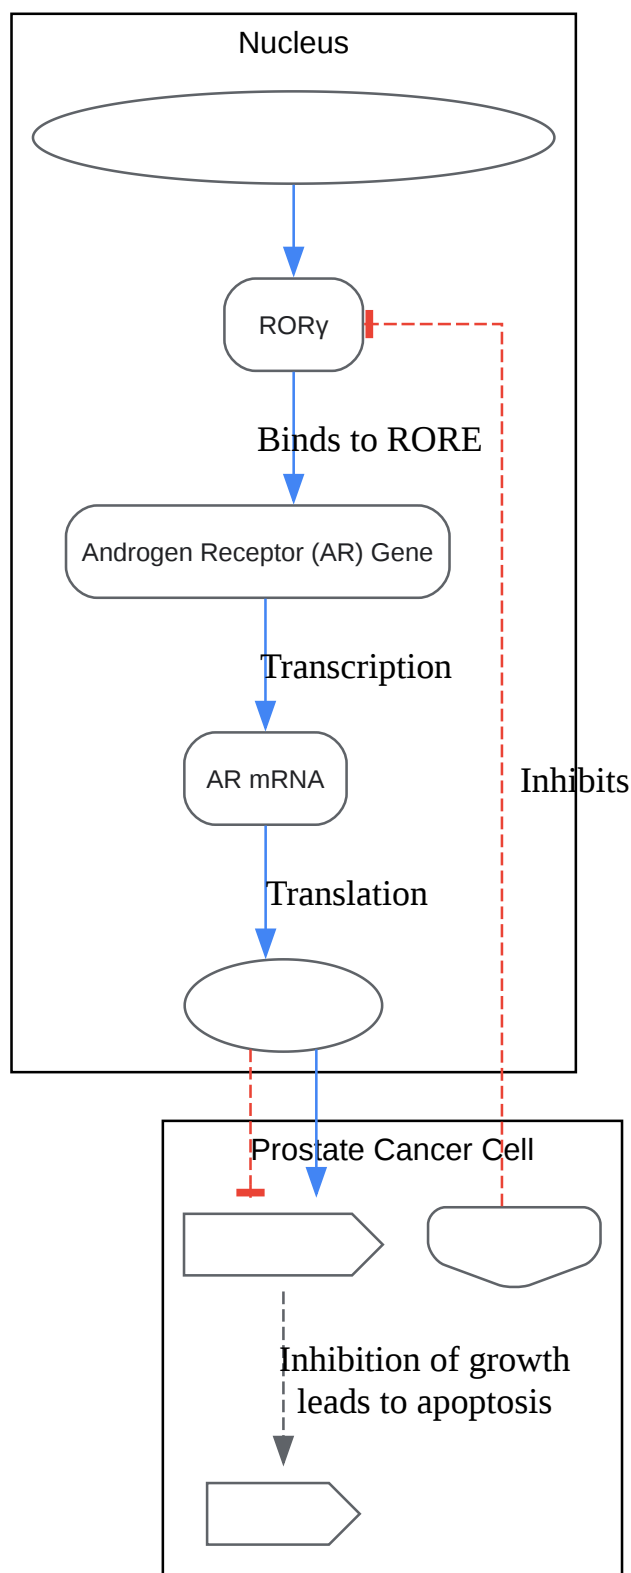 Nucleus
RORγ
Binds to RORE
Androgen Receptor (AR) Gene
Transcription
AR mRNA
Inhibits
Translation
Prostate Cancer Cell
Inhibition of growth
leads to apoptosis